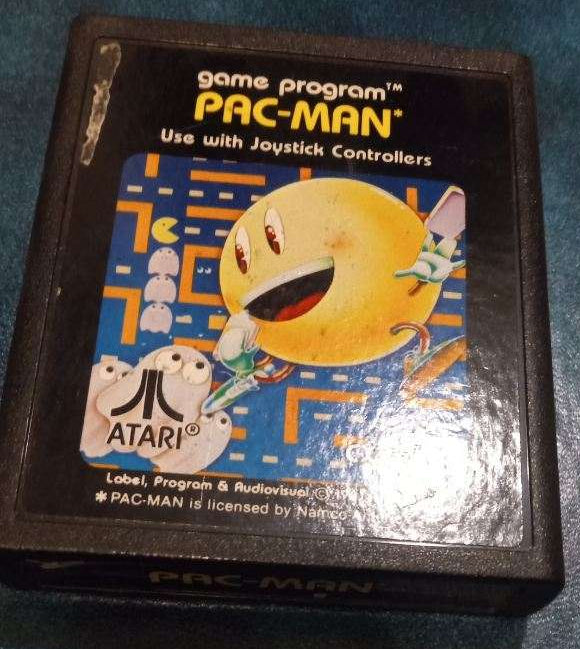 game program™
PAC-MAN*
Use with Joystick Controllers
ATARI®
Label, Program & Audiovisual ©
* PAC-MAN is licensed by Namco
PAC-MAN